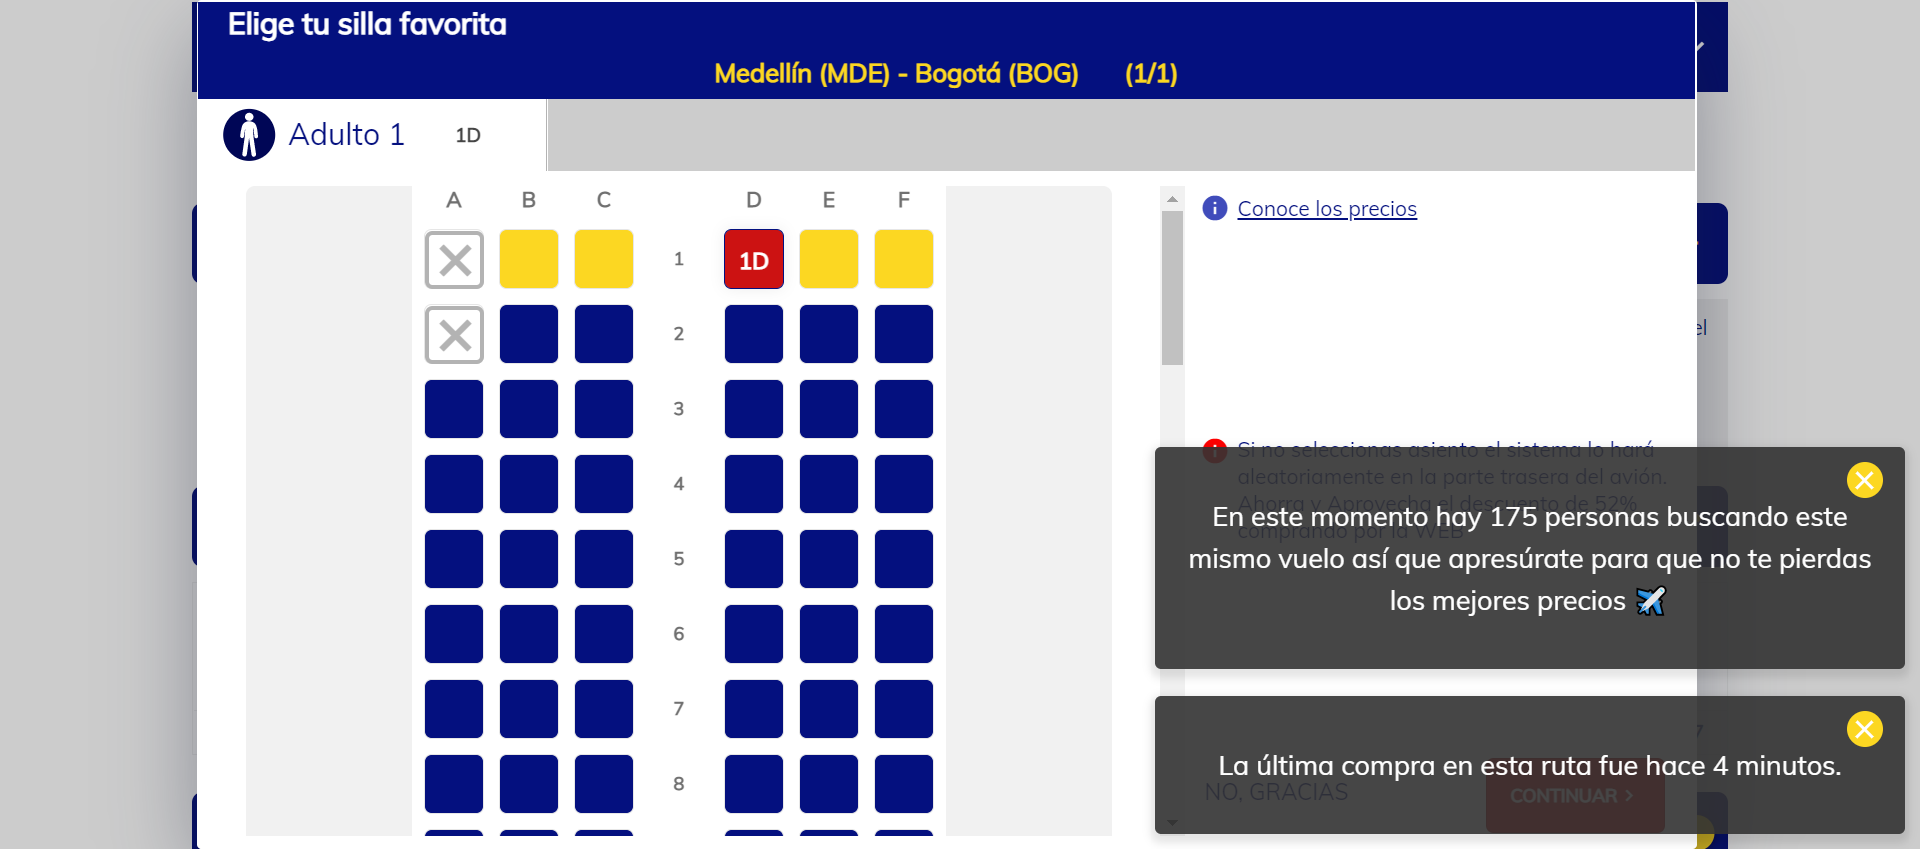 Elige tu silla favorita
Medellín (MDE) - Bogotá (BOG) (1/1)
Adulto 1 1D
A B C D E F
1D
1
2
3
4
5
6
7
8
Conoce los precios
Si no seleccionas asiento el sistema lo hará
aleatoriamente en la parte trasera del avión.
Ahorra y Aprovecha el descuento de 52%
comprando por la WEB
En este momento hay 175 personas buscando este
mismo vuelo así que apresúrate para que no te pierdas
los mejores precios
La última compra en esta ruta fue hace 4 minutos.
NO, GRACIAS
CONTINUAR >
el